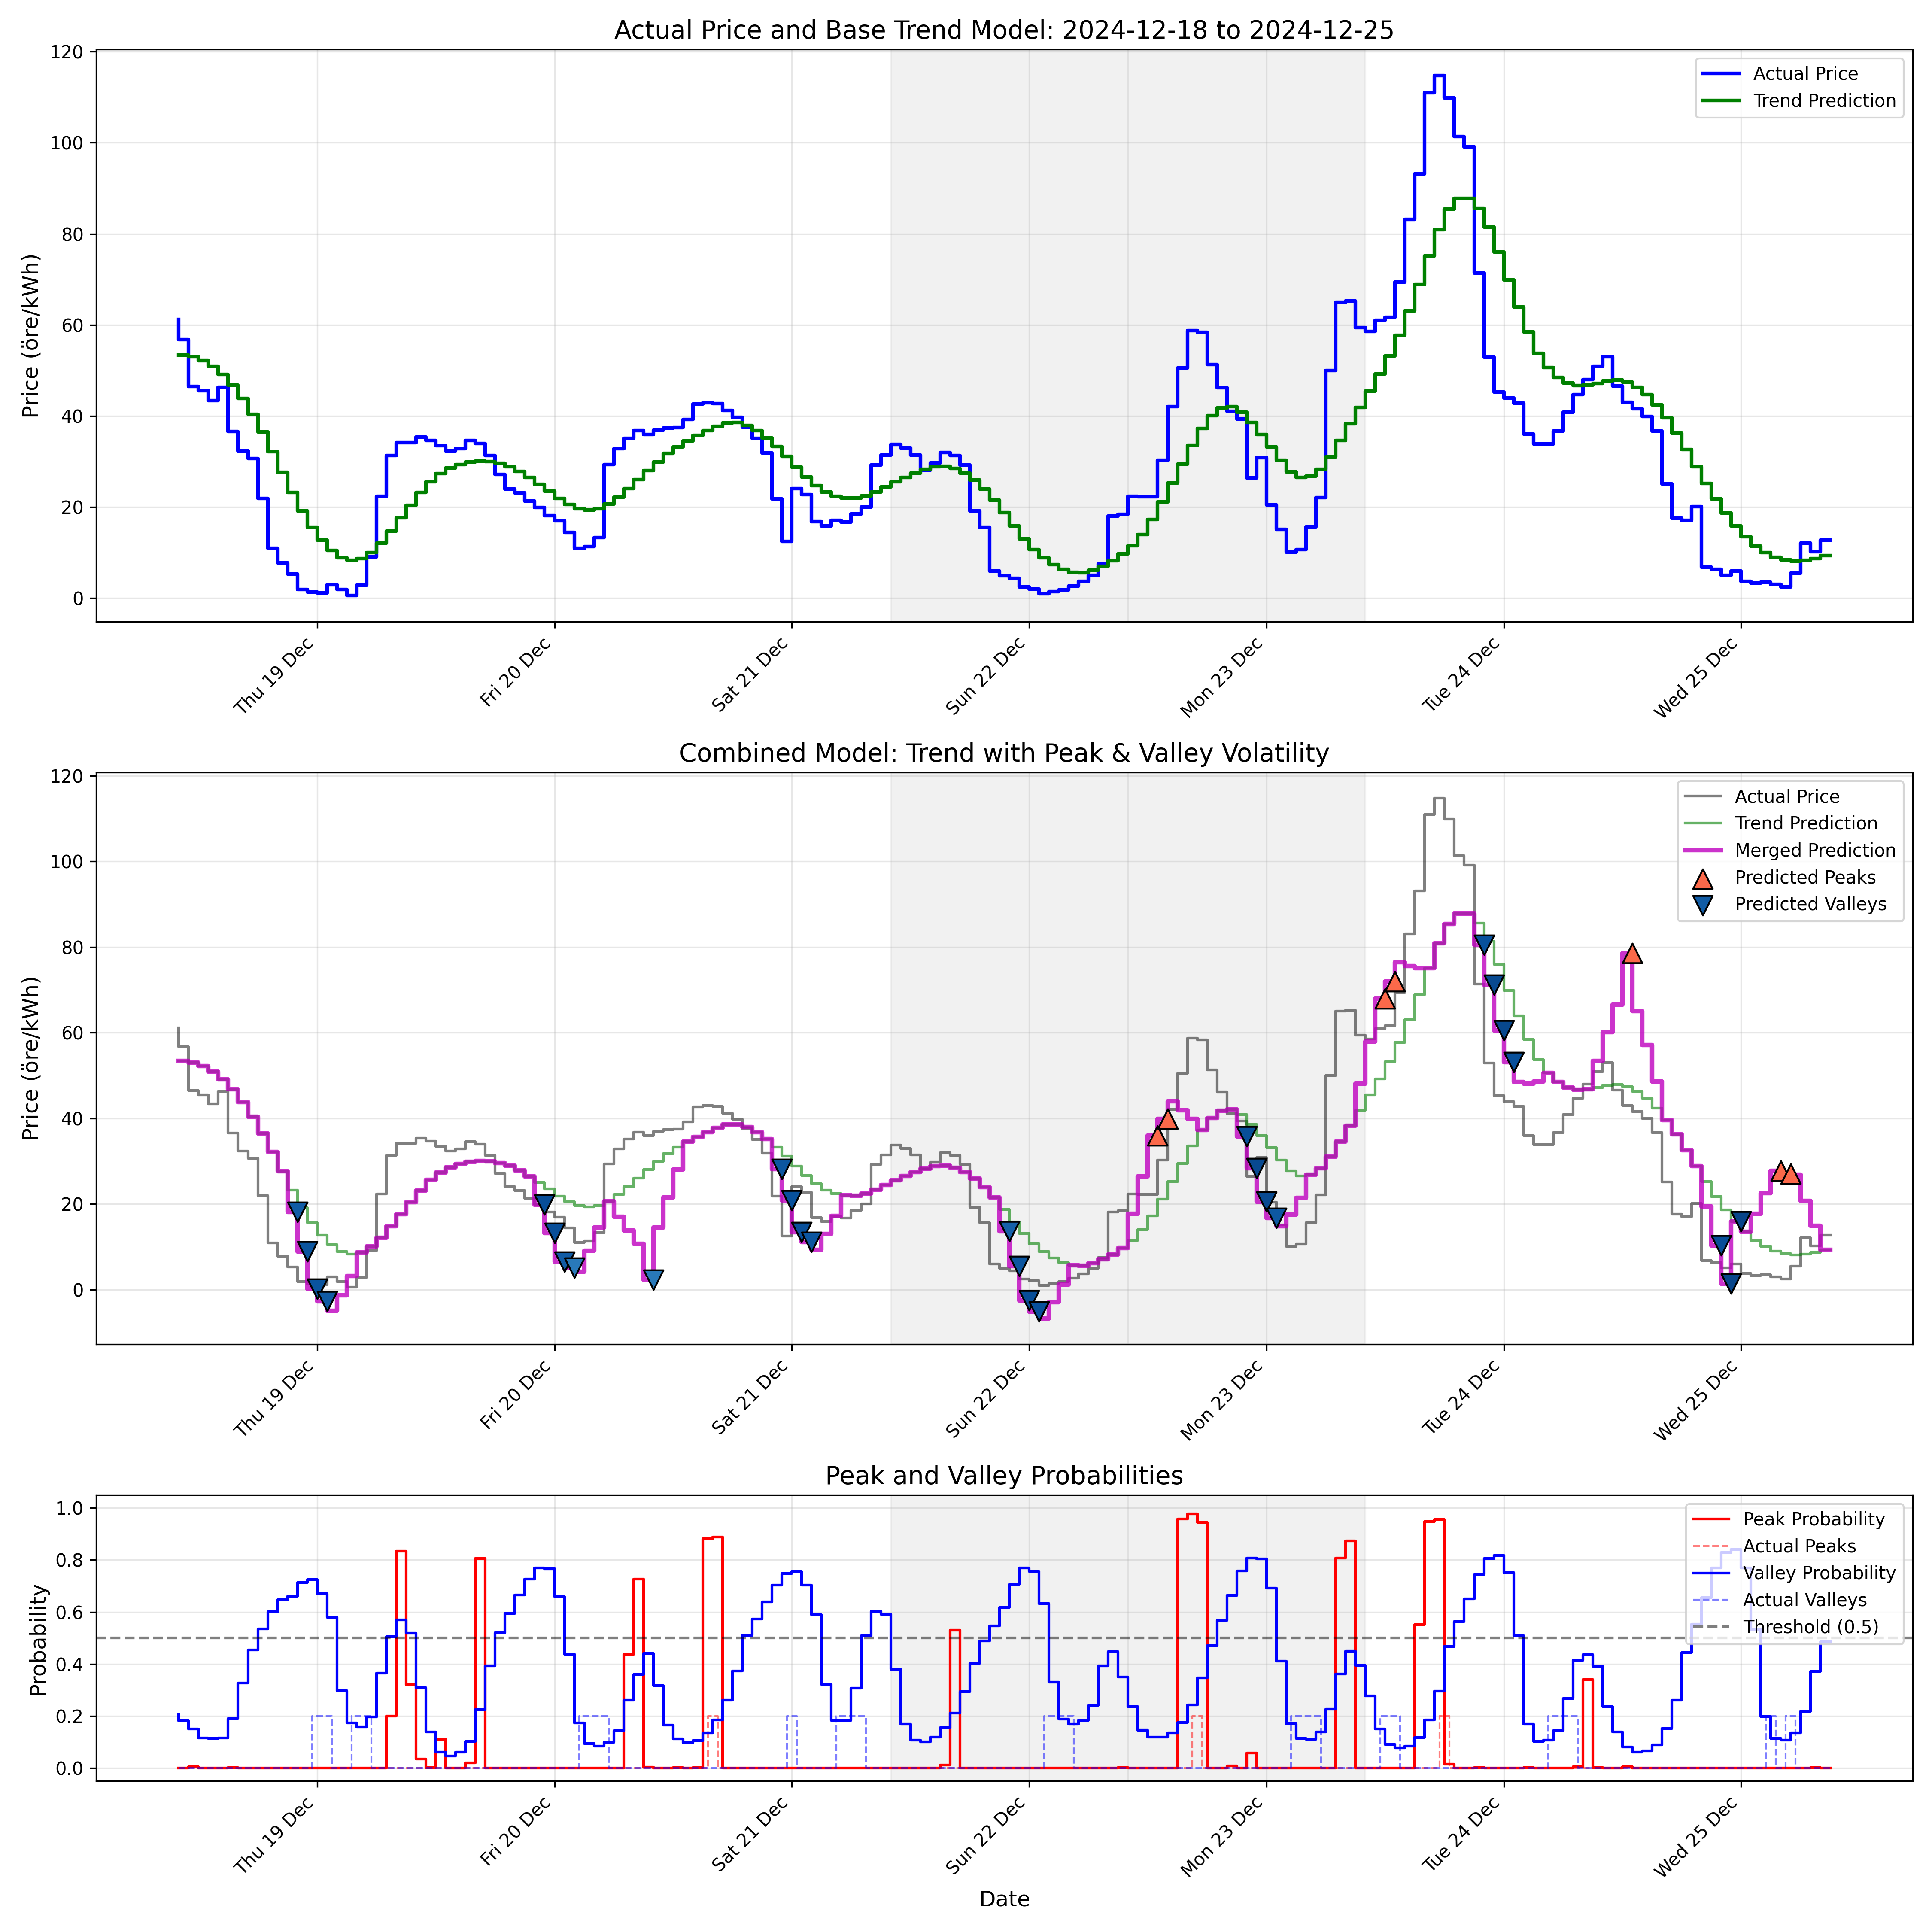 Actual Price and Base Trend Model: 2024-12-18 to 2024-12-25
Price (öre/kWh)
120
100
80
60
40
20
0
Actual Price
Trend Prediction
Thu 19 Dec
Fri 20 Dec
Sat 21 Dec
Sun 22 Dec
Mon 23 Dec
Tue 24 Dec
Wed 25 Dec
Combined Model: Trend with Peak & Valley Volatility
Price (öre/kWh)
120
100
80
60
40
20
0
Actual Price
Trend Prediction
Merged Prediction
Predicted Peaks
Predicted Valleys
Thu 19 Dec
Fri 20 Dec
Sat 21 Dec
Sun 22 Dec
Mon 23 Dec
Tue 24 Dec
Wed 25 Dec
Peak and Valley Probabilities
Probability
1.0
0.8
0.6
0.4
0.2
0.0
Peak Probability
Actual Peaks
Valley Probability
Actual Valleys
Threshold (0.5)
Thu 19 Dec
Fri 20 Dec
Sat 21 Dec
Sun 22 Dec
Mon 23 Dec
Tue 24 Dec
Wed 25 Dec
Date